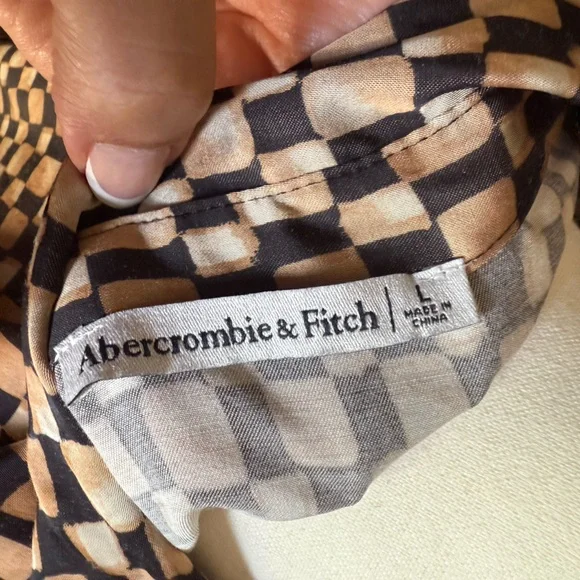 Abercrombie & Fitch | L
MADE IN
CHINA